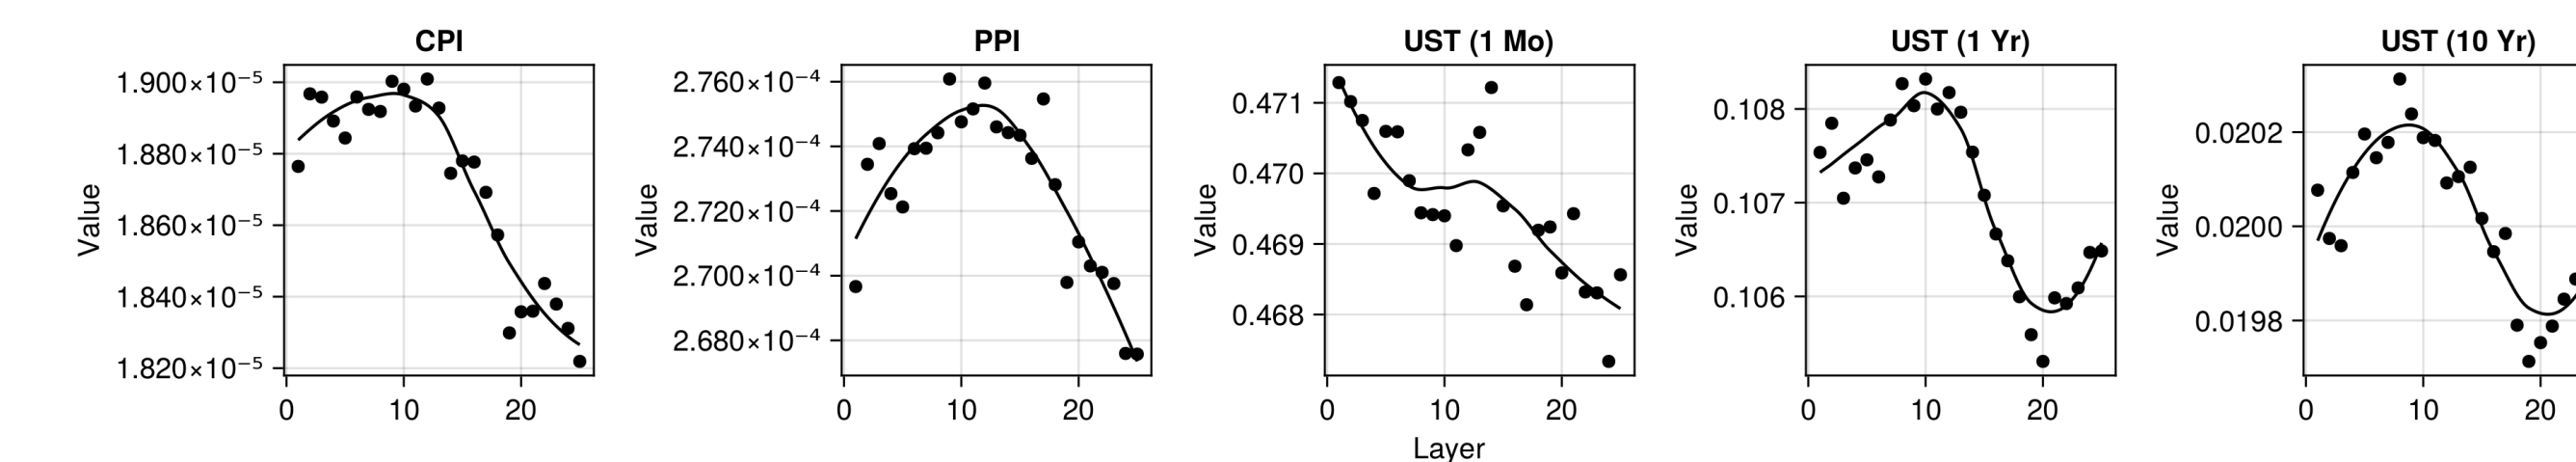 CPI
Value
1.900×10⁻⁵
1.880×10⁻⁵
1.860×10⁻⁵
1.840×10⁻⁵
1.820×10⁻⁵
0 10 20
PPI
Value
2.760×10⁻⁴
2.740×10⁻⁴
2.720×10⁻⁴
2.700×10⁻⁴
2.680×10⁻⁴
0 10 20
UST (1 Mo)
Value
0.471
0.470
0.469
0.468
0 10 20
Layer
UST (1 Yr)
Value
0.108
0.107
0.106
0 10 20
UST (10 Yr)
Value
0.0202
0.0200
0.0198
0 10 20